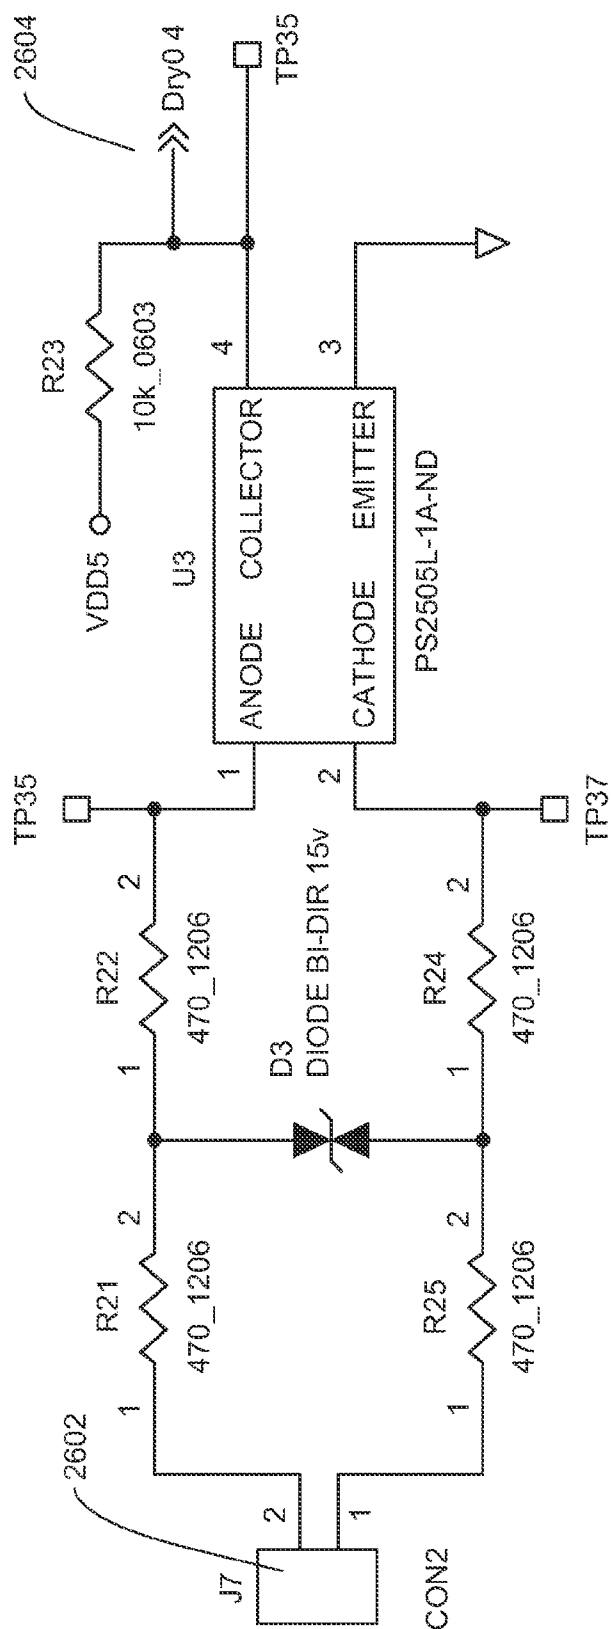 2602
J7
CON2
2
1
1
R21
2
470_1206
1
R25
2
470_1206
D3
DIODE BI-DIR 15v
1
R22
2
470_1206
1
R24
2
470_1206
TP35
TP37
1
2
U3
ANODE COLLECTOR
CATHODE EMITTER
PS2505L-1A-ND
4
3
VDD5
R23
10k_0603
2604
Dry0 4
TP35